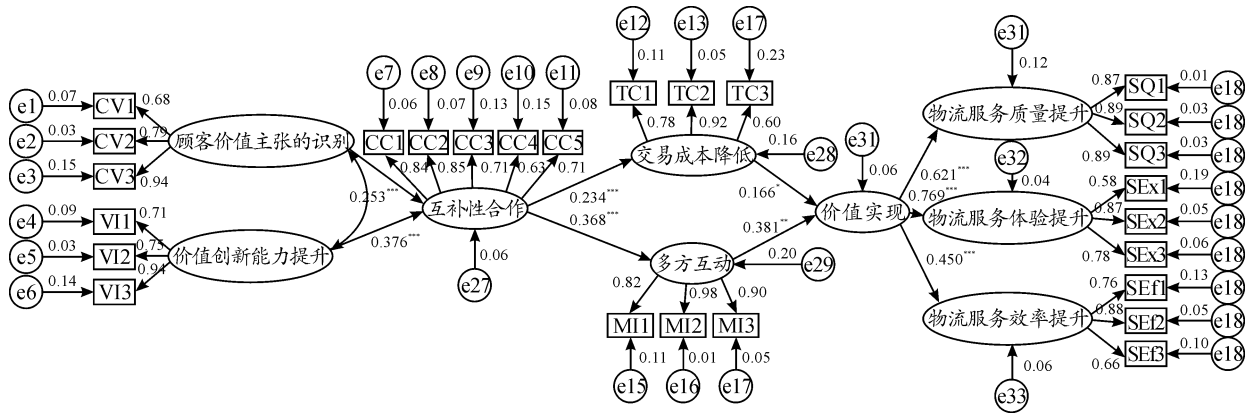 e12
e13
e17
0.11
0.05
0.23
TC1
TC2
TC3
0.78
0.92
0.60
e7
e8
e9
e10
e11
0.06
0.07
0.13
0.15
0.08
CC1
CC2
CC3
CC4
CC5
0.84
0.85
0.71
0.63
0.71
e1
0.07
CV1
0.68
e2
0.03
CV2
0.79
e3
0.15
CV3
0.94
顾客价值主张的识别
e4
0.09
VI1
0.71
e5
0.03
VI2
0.75
e6
0.14
VI3
0.94
价值创新能力提升
0.253***
0.376***
互补性合作
0.06
e27
0.234***
0.368***
交易成本降低
0.16
e28
0.166*
多方互动
0.20
e29
0.381**
0.82
0.98
0.90
MI1
MI2
MI3
0.11
0.01
0.05
e15
e16
e17
e31
0.06
价值实现
0.621***
0.769***
0.450***
e31
0.12
物流服务质量提升
0.87
SQ1
0.01
e18
0.89
SQ2
0.03
e18
0.89
SQ3
0.03
e18
e32
0.04
物流服务体验提升
0.58
SEx1
0.19
e18
0.87
SEx2
0.05
e18
0.78
SEx3
0.06
e18
物流服务效率提升
0.76
SEf1
0.13
e18
0.88
SEf2
0.05
e18
0.66
SEf3
0.10
e18
0.06
e33